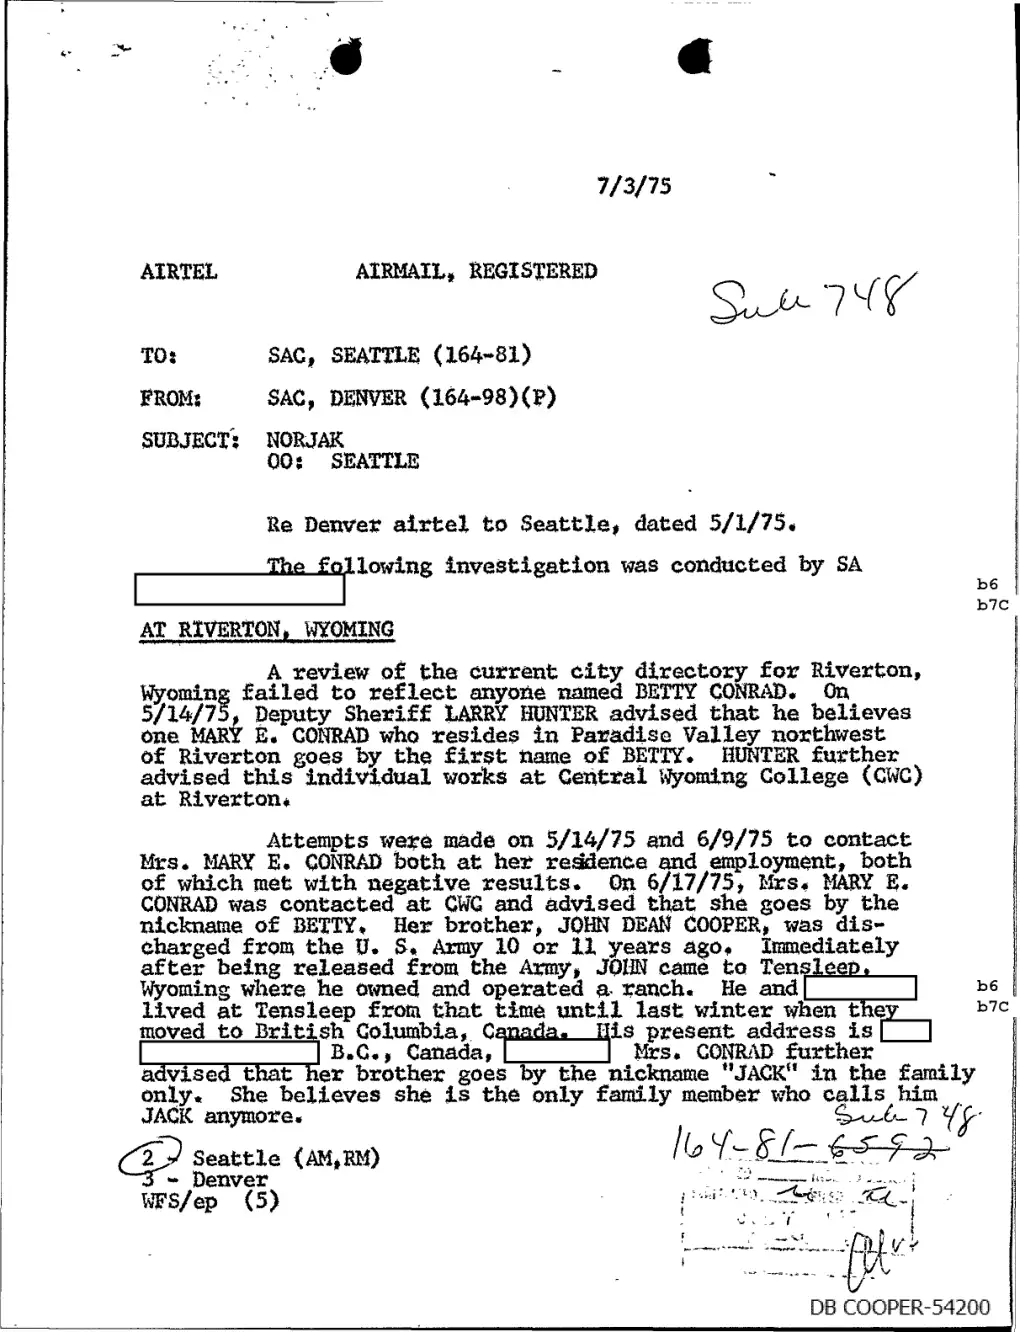 7/3/75
AIRTEL AIRMAIL, REGISTERED
Sub 748
TO: SAC, SEATTLE (164-81)
FROM: SAC, DENVER (164-98)(P)
SUBJECT: NORJAK
OO: SEATTLE
Re Denver airtel to Seattle, dated 5/1/75.
The following investigation was conducted by SA
b6
b7C
AT RIVERTON, WYOMING
A review of the current city directory for Riverton,
Wyoming failed to reflect anyone named BETTY CONRAD. On
5/14/75, Deputy Sheriff LARRY HUNTER advised that he believes
one MARY E. CONRAD who resides in Paradise Valley northwest
of Riverton goes by the first name of BETTY. HUNTER further
advised this individual works at Central Wyoming College (CWC)
at Riverton.
Attempts were made on 5/14/75 and 6/9/75 to contact
Mrs. MARY E. CONRAD both at her residence and employment, both
of which met with negative results. On 6/17/75, Mrs. MARY E.
CONRAD was contacted at CWC and advised that she goes by the
nickname of BETTY. Her brother, JOHN DEAN COOPER, was dis-
charged from the U. S. Army 10 or 11 years ago. Immediately
after being released from the Army, JOHN came to Tensleep,
Wyoming where he owned and operated a ranch. He and
b6
lived at Tensleep from that time until last winter when they
b7C
moved to British Columbia, Canada. His present address is
B.C., Canada, Mrs. CONRAD further
advised that her brother goes by the nickname "JACK" in the family
only. She believes she is the only family member who calls him
JACK anymore.
Sub 748
164-81-6592
2 - Seattle (AM,RM)
3 - Denver
WFS/ep (5)
DB COOPER-54200